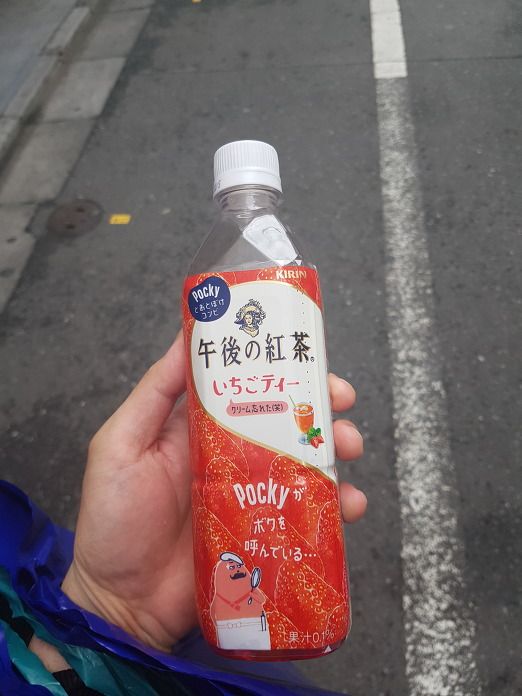 KIRIN
Pocky
とあとぼけ
コンビ
午後の紅茶®
いちごティー
クリーム忘れた(笑)
Pockyが
ボクを
呼んでいる…
果汁0.1%